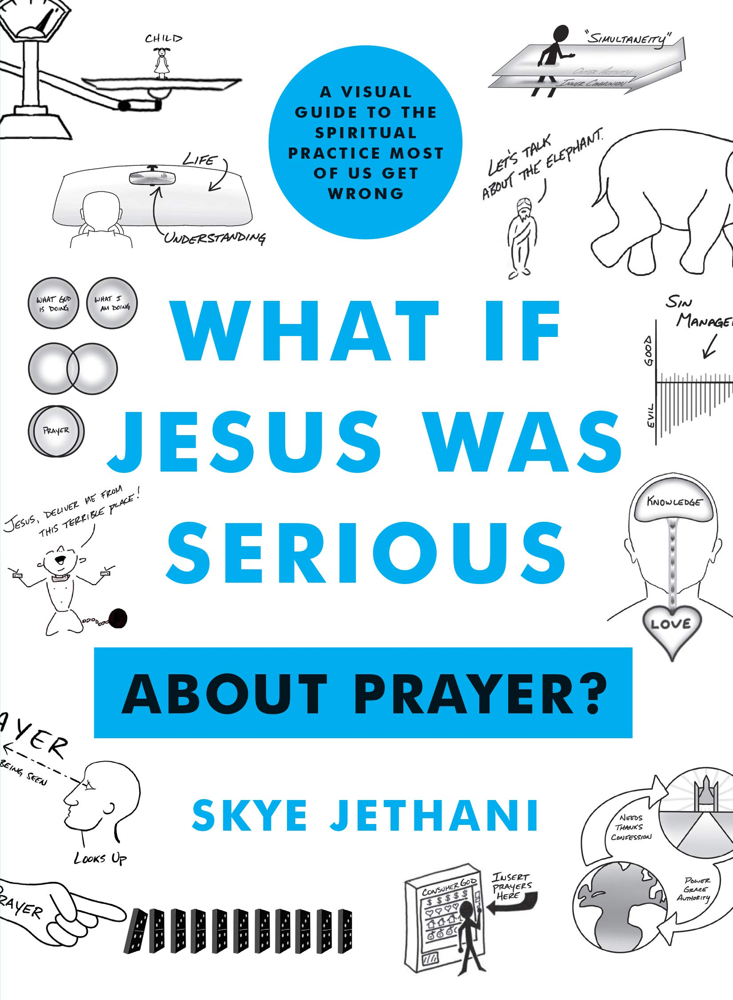 CHILD
"SIMULTANEITY"
OUTER ACTIVITY
INNER COMMUNION
A VISUAL
GUIDE TO THE
SPIRITUAL
PRACTICE MOST
OF US GET
WRONG
LIFE
UNDERSTANDING
LET'S TALK
ABOUT THE ELEPHANT.
WHAT GOD
IS DOING
WHAT I
AM DOING
PRAYER
SIN
MANAGE
GOOD
EVIL
WHAT IF
JESUS WAS
SERIOUS
ABOUT PRAYER?
JESUS, DELIVER ME FROM
THIS TERRIBLE PLACE!
KNOWLEDGE
LOVE
AYER
BEING SEEN
LOOKS UP
SKYE JETHANI
NEEDS
THANKS
CONFESSION
POWER
GRACE
AUTHORITY
RAYER
CONSUMER GOD
$ $ $ $ $
INSERT
PRAYERS
HERE